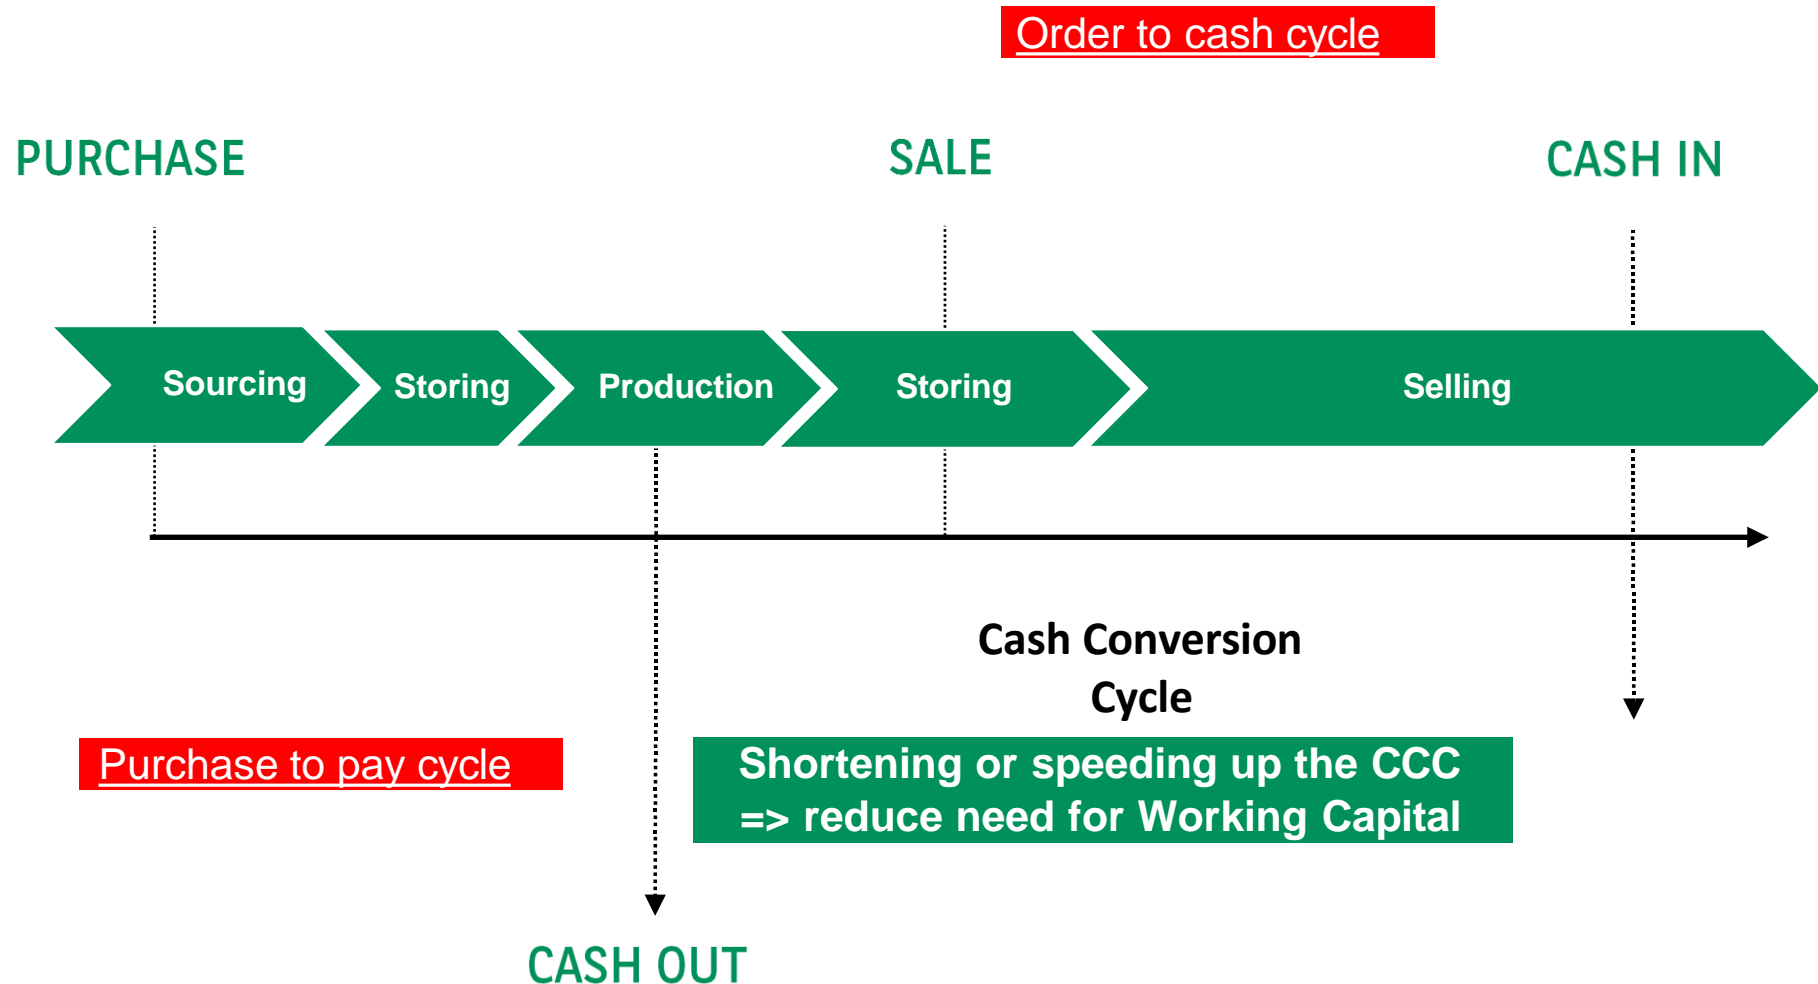 Order to cash cycle
PURCHASE
SALE
CASH IN
Sourcing
Storing
Production
Storing
Selling
Cash Conversion
Cycle
Purchase to pay cycle
Shortening or speeding up the CCC
=> reduce need for Working Capital
CASH OUT